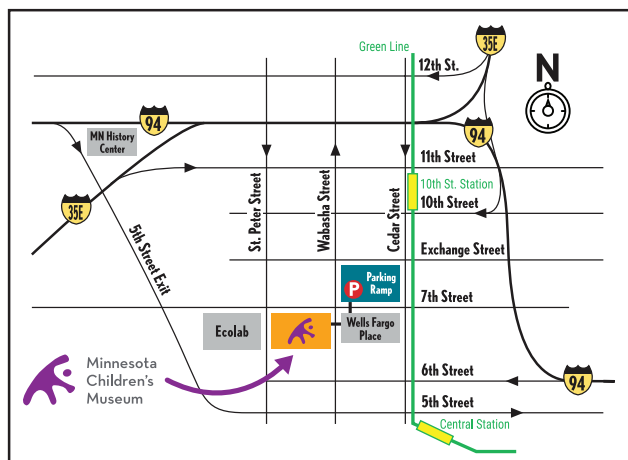 Green Line
12th St.
35E
N
94
MN History
Center
94
11th Street
10th St. Station
10th Street
35E
St. Peter Street
Wabasha Street
Cedar Street
5th Street Exit
Exchange Street
P
Parking
Ramp
7th Street
Ecolab
Wells Fargo
Place
Minnesota
Children's
Museum
6th Street
94
5th Street
Central Station